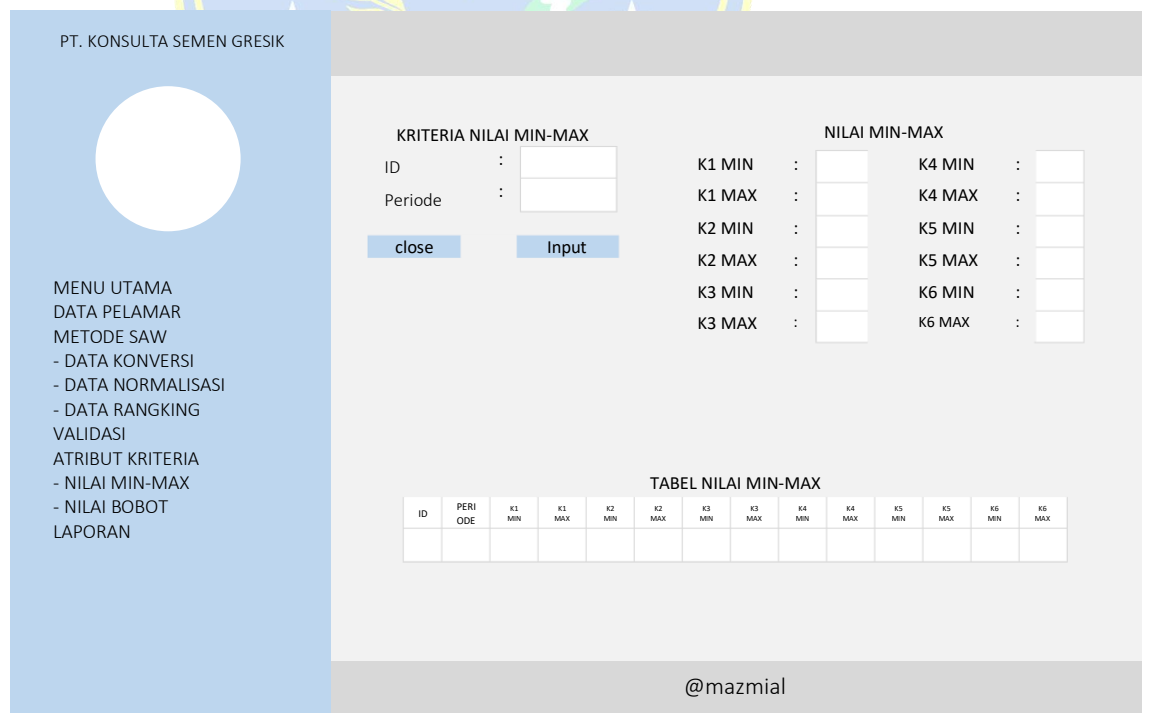 PT. KONSULTA SEMEN GRESIK
MENU UTAMA
DATA PELAMAR
METODE SAW
- DATA KONVERSI
- DATA NORMALISASI
- DATA RANGKING
VALIDASI
ATRIBUT KRITERIA
- NILAI MIN-MAX
- NILAI BOBOT
LAPORAN
KRITERIA NILAI MIN-MAX
ID :
Periode :
close Input
NILAI MIN-MAX
K1 MIN : K4 MIN :
K1 MAX : K4 MAX :
K2 MIN : K5 MIN :
K2 MAX : K5 MAX :
K3 MIN : K6 MIN :
K3 MAX : K6 MAX :
TABEL NILAI MIN-MAX
ID PERI K1 K1 K2 K2 K3 K3 K4 K4 K5 K5 K6 K6
ODE MIN MAX MIN MAX MIN MAX MIN MAX MIN MAX MIN MAX
@mazmial